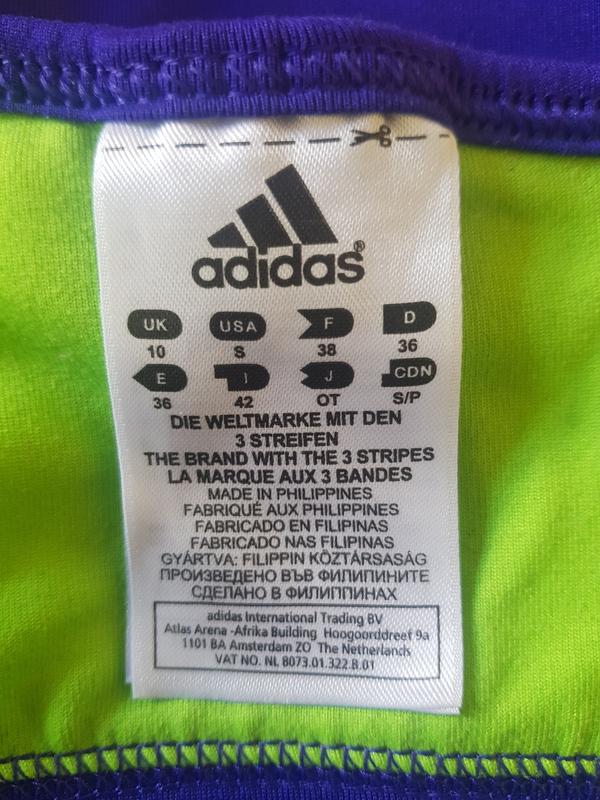 adidas®
UK USA F D
10 S 38 36
E I J CDN
36 42 OT S/P
DIE WELTMARKE MIT DEN
3 STREIFEN
THE BRAND WITH THE 3 STRIPES
LA MARQUE AUX 3 BANDES
MADE IN PHILIPPINES
FABRIQUÉ AUX PHILIPPINES
FABRICADO EN FILIPINAS
FABRICADO NAS FILIPINAS
GYÁRTVA: FILIPPIN KÖZTÁRSASÁG
ПРОИЗВЕДЕНО ВЪВ ФИЛИПИНИТЕ
СДЕЛАНО В ФИЛИППИНАХ
adidas International Trading BV
Atlas Arena -Afrika Building Hoogoorddreef 9a
1101 BA Amsterdam ZO The Netherlands
VAT NO. NL 8073.01.322.B.01